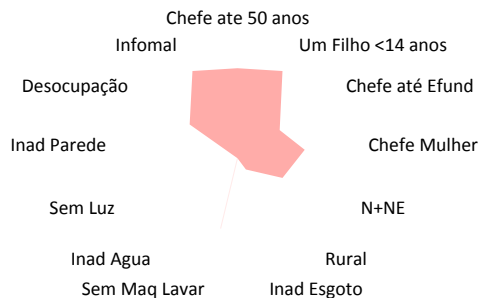 Chefe ate 50 anos
Infomal
Um Filho <14 anos
Desocupação
Chefe até Efund
Inad Parede
Chefe Mulher
Sem Luz
N+NE
Inad Agua
Rural
Sem Maq Lavar
Inad Esgoto